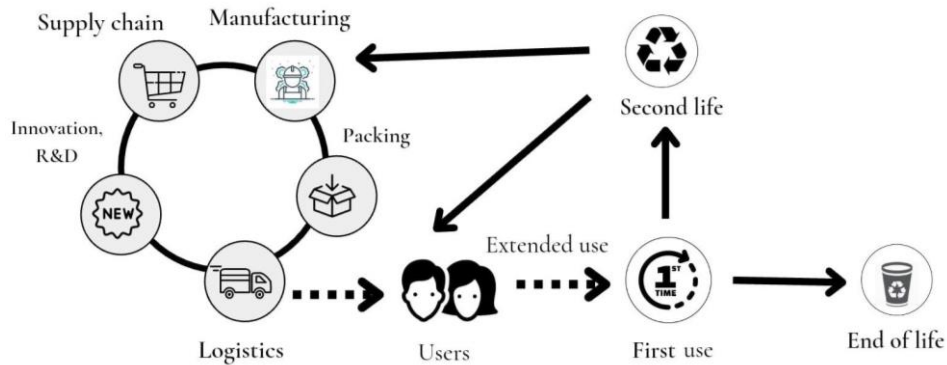 Supply chain
Manufacturing
Innovation,
R&D
Packing
NEW
Logistics
Users
Extended use
1ST
TIME
First use
Second life
End of life